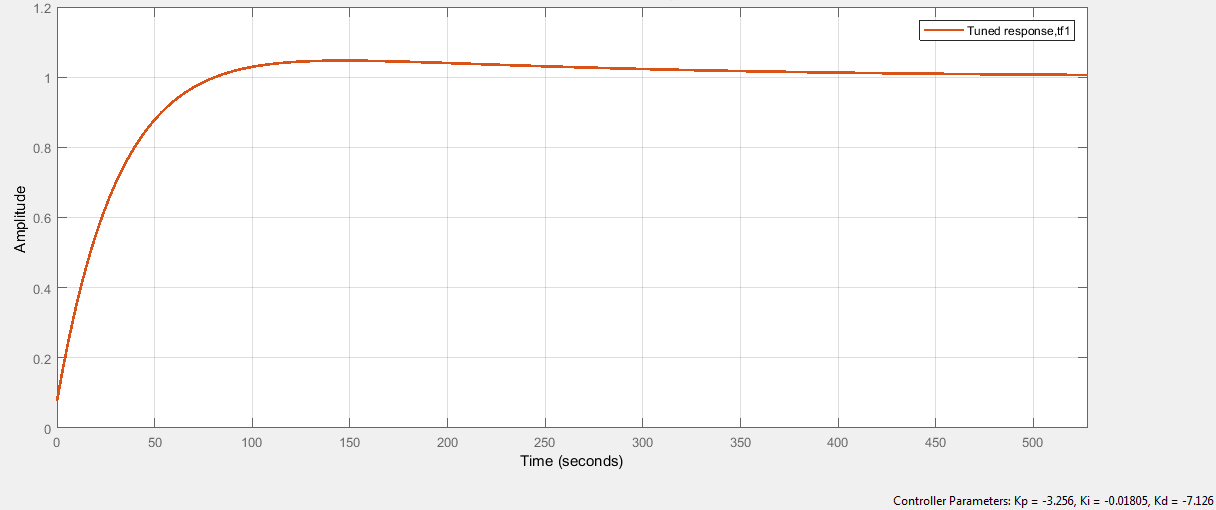 1.2
Tuned response,tf1
1
0.8
0.6
Amplitude
0.4
0.2
0
0 50 100 150 200 250 300 350 400 450 500
Time (seconds)
Controller Parameters: Kp = -3.256, Ki = -0.01805, Kd = -7.126